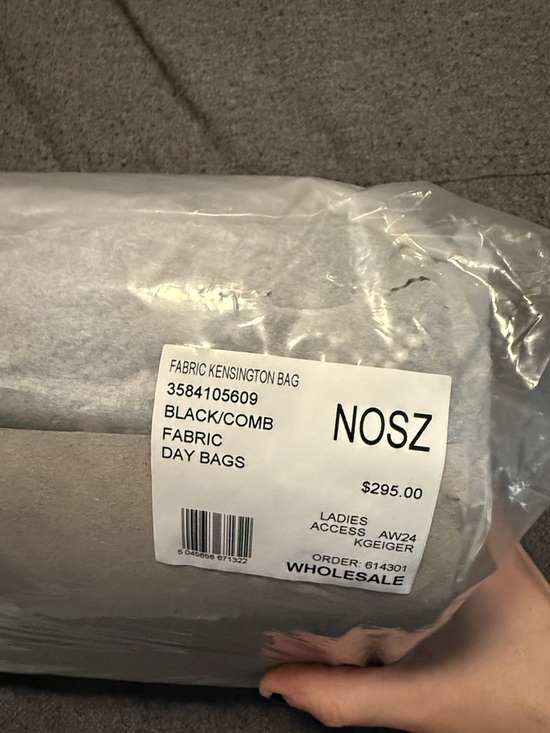 FABRIC KENSINGTON BAG
3584105609
BLACK/COMB
FABRIC
DAY BAGS
NOSZ
$295.00
LADIES
ACCESS AW24
KGEIGER
ORDER: 614301
WHOLESALE
5 045656 671322